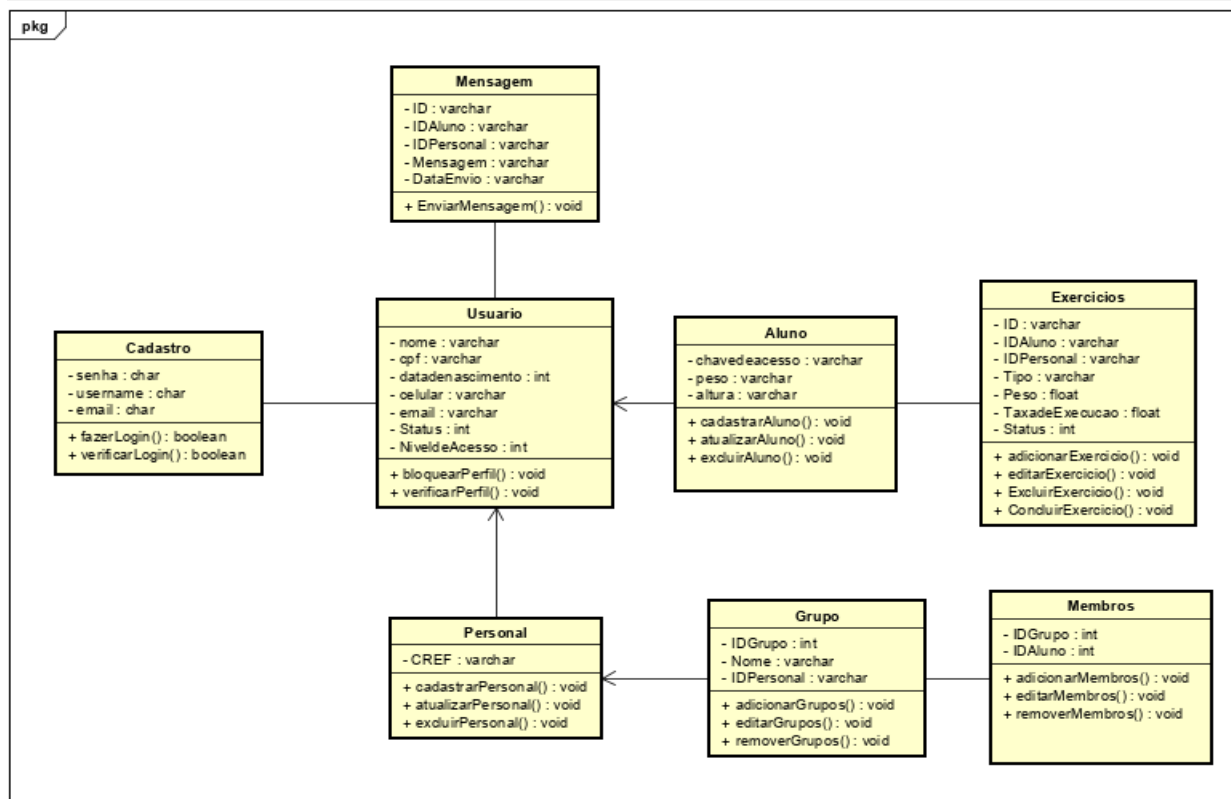 pkg
Mensagem
- ID : varchar
- IDAluno : varchar
- IDPersonal : varchar
- Mensagem : varchar
- DataEnvio : varchar
+ EnviarMensagem() : void
Cadastro
- senha : char
- username : char
- email : char
+ fazerLogin() : boolean
+ verificarLogin() : boolean
Usuario
- nome : varchar
- cpf : varchar
- datadenascimento : int
- celular : varchar
- email : varchar
- Status : int
- NiveldeAcesso : int
+ bloquearPerfil() : void
+ verificarPerfil() : void
Aluno
- chavedeacesso : varchar
- peso : varchar
- altura : varchar
+ cadastrarAluno() : void
+ atualizarAluno() : void
+ excluirAluno() : void
Exercicios
- ID : varchar
- IDAluno : varchar
- IDPersonal : varchar
- Tipo : varchar
- Peso : float
- TaxadeExecucao : float
- Status : int
+ adicionarExercicio() : void
+ editarExercicio() : void
+ ExcluirExercicio() : void
+ ConcluirExercicio() : void
Personal
- CREF : varchar
+ cadastrarPersonal() : void
+ atualizarPersonal() : void
+ excluirPersonal() : void
Grupo
- IDGrupo : int
- Nome : varchar
- IDPersonal : varchar
+ adicionarGrupos() : void
+ editarGrupos() : void
+ removerGrupos() : void
Membros
- IDGrupo : int
- IDAluno : int
+ adicionarMembros() : void
+ editarMembros() : void
+ removerMembros() : void